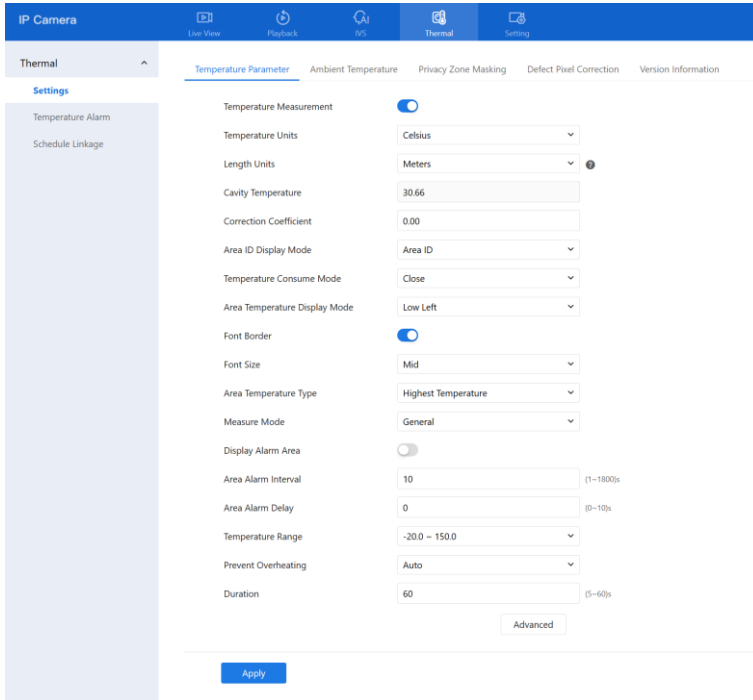 IP Camera
Live View
Playback
AI
IVS
Thermal
Setting
Thermal
Settings
Temperature Alarm
Schedule Linkage
Temperature Parameter Ambient Temperature Privacy Zone Masking Defect Pixel Correction Version Information
Temperature Measurement
Temperature Units Celsius
Length Units Meters ?
Cavity Temperature 30.66
Correction Coefficient 0.00
Area ID Display Mode Area ID
Temperature Consume Mode Close
Area Temperature Display Mode Low Left
Font Border
Font Size Mid
Area Temperature Type Highest Temperature
Measure Mode General
Display Alarm Area
Area Alarm Interval 10 (1~1800)s
Area Alarm Delay 0 (0~10)s
Temperature Range -20.0 ~ 150.0
Prevent Overheating Auto
Duration 60 (5~60)s
Advanced
Apply